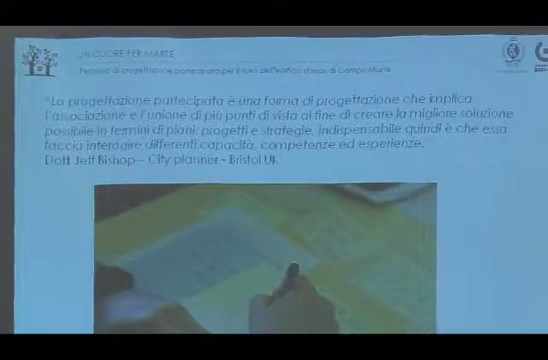 UN CUORE PER MARTE
Percorso di progettazione partecipata per il riuso dell'edificio storico di Campo Marte
"La progettazione partecipata è una forma di progettazione che implica
l'associazione e l'unione di più punti di vista al fine di creare la migliore soluzione
possibile in termini di piani, progetti e strategie, indispensabile quindi è che essa
faccia interagire differenti capacità, competenze ed esperienze."
Dott Jeff Bishop – City planner - Bristol UK